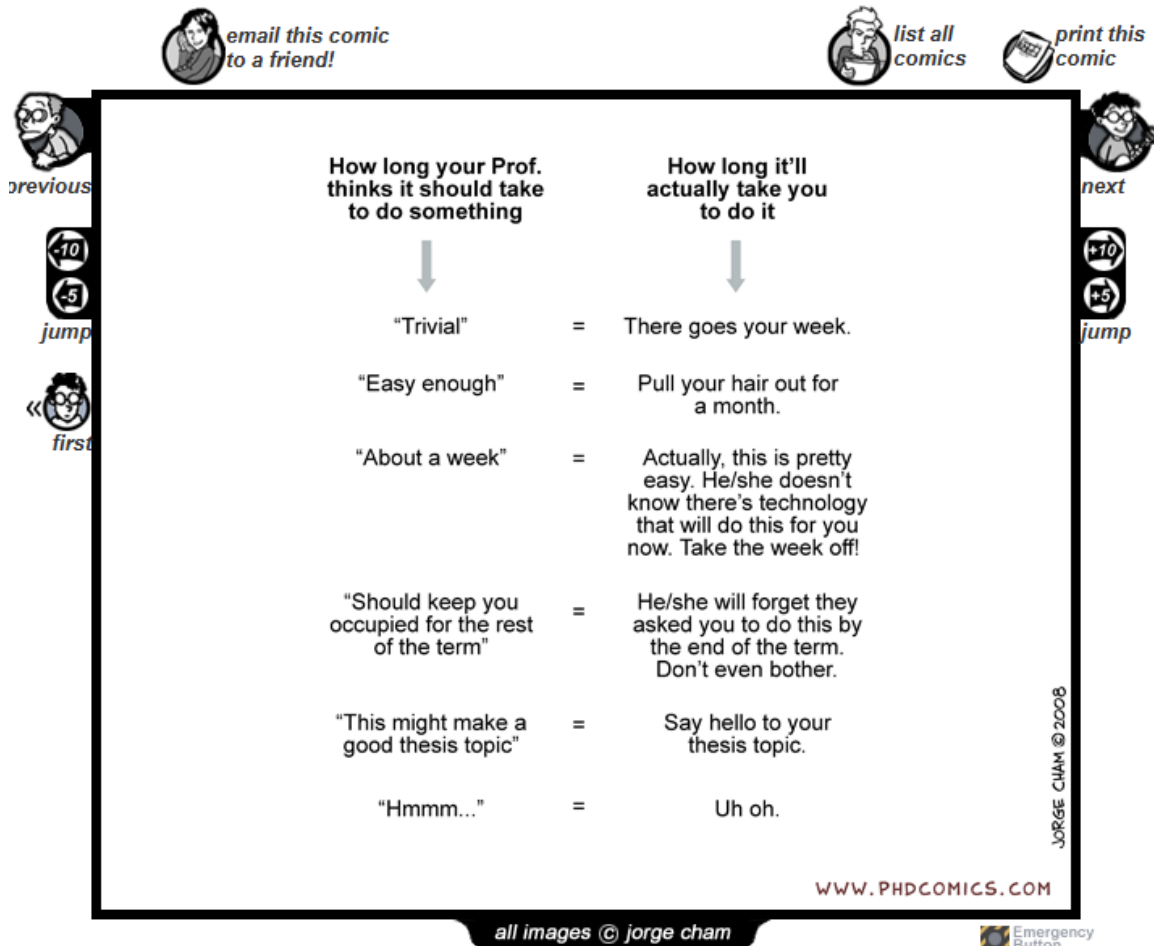 email this comic
to a friend!
list all
comics
print this
comic
previous
next
-10
-5
jump
+10
+5
jump
«
first
How long your Prof.
thinks it should take
to do something
How long it'll
actually take you
to do it
“Trivial” = There goes your week.
“Easy enough” = Pull your hair out for
a month.
“About a week” = Actually, this is pretty
easy. He/she doesn't
know there's technology
that will do this for you
now. Take the week off!
“Should keep you
occupied for the rest
of the term”
=
He/she will forget they
asked you to do this by
the end of the term.
Don't even bother.
“This might make a
good thesis topic”
=
Say hello to your
thesis topic.
“Hmmm...” = Uh oh.
JORGE CHAM © 2008
WWW.PHDCOMICS.COM
all images © jorge cham
Emergency
Button